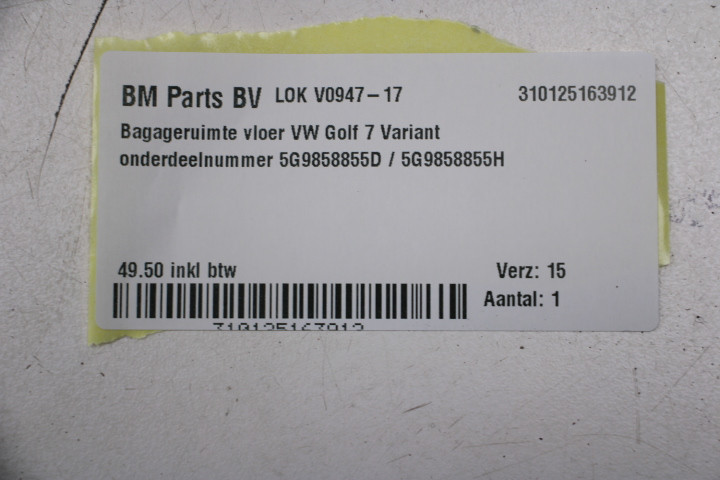 BM Parts BV LOK V0947-17 310125163912
Bagageruimte vloer VW Golf 7 Variant
onderdeelnummer 5G9858855D / 5G9858855H
49.50 inkl btw Verz: 15
Aantal: 1
310125163912